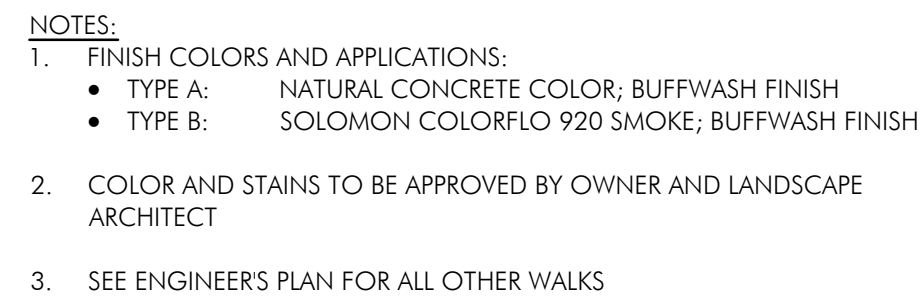 NOTES:
1. FINISH COLORS AND APPLICATIONS:
• TYPE A: NATURAL CONCRETE COLOR; BUFFWASH FINISH
• TYPE B: SOLOMON COLORFLO 920 SMOKE; BUFFWASH FINISH
2. COLOR AND STAINS TO BE APPROVED BY OWNER AND LANDSCAPE
ARCHITECT
3. SEE ENGINEER'S PLAN FOR ALL OTHER WALKS